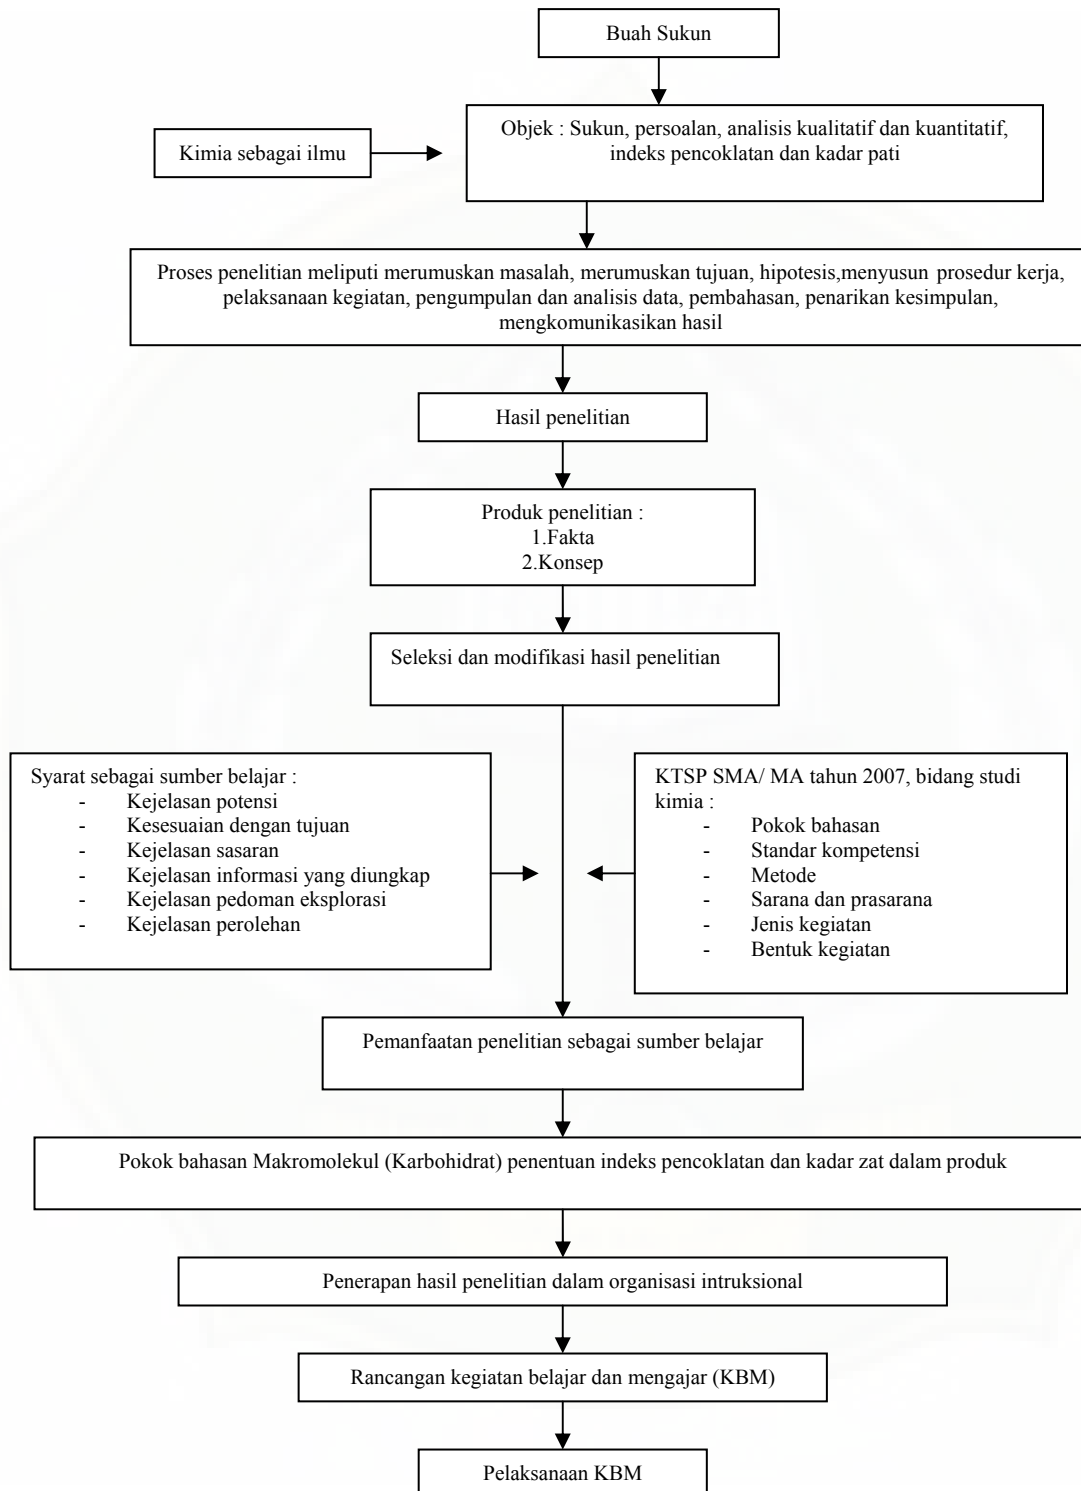 Buah Sukun
Kimia sebagai ilmu
Objek : Sukun, persoalan, analisis kualitatif dan kuantitatif,
indeks pencoklatan dan kadar pati
Proses penelitian meliputi merumuskan masalah, merumuskan tujuan, hipotesis,menyusun prosedur kerja,
pelaksanaan kegiatan, pengumpulan dan analisis data, pembahasan, penarikan kesimpulan,
mengkomunikasikan hasil
Hasil penelitian
Produk penelitian :
1.Fakta
2.Konsep
Seleksi dan modifikasi hasil penelitian
Syarat sebagai sumber belajar :
- Kejelasan potensi
- Kesesuaian dengan tujuan
- Kejelasan sasaran
- Kejelasan informasi yang diungkap
- Kejelasan pedoman eksplorasi
- Kejelasan perolehan
KTSP SMA/ MA tahun 2007, bidang studi
kimia :
- Pokok bahasan
- Standar kompetensi
- Metode
- Sarana dan prasarana
- Jenis kegiatan
- Bentuk kegiatan
Pemanfaatan penelitian sebagai sumber belajar
Pokok bahasan Makromolekul (Karbohidrat) penentuan indeks pencoklatan dan kadar zat dalam produk
Penerapan hasil penelitian dalam organisasi intruksional
Rancangan kegiatan belajar dan mengajar (KBM)
Pelaksanaan KBM